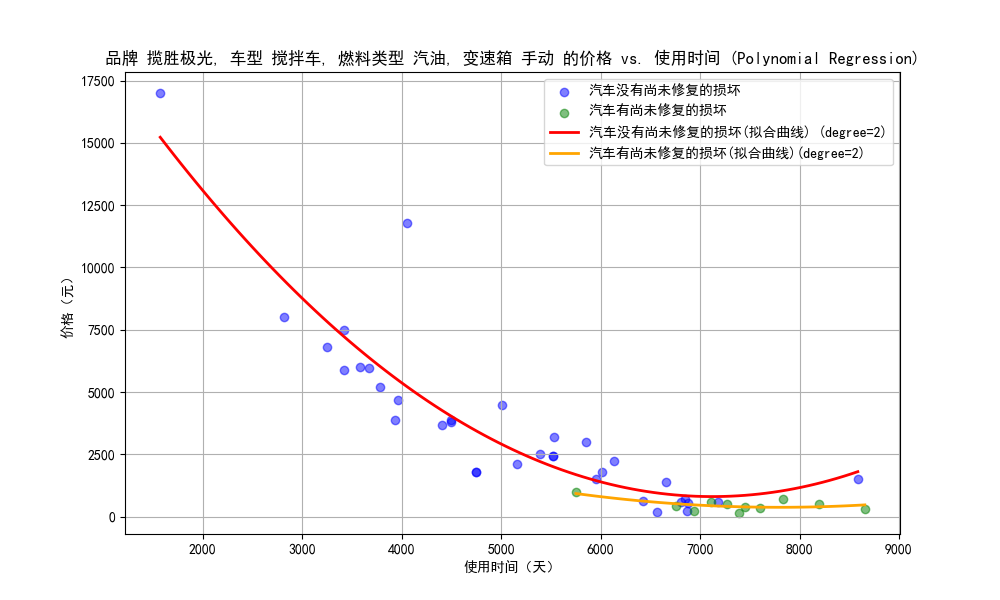 品牌 揽胜极光, 车型 搅拌车, 燃料类型 汽油, 变速箱 手动 的价格 vs. 使用时间 (Polynomial Regression)
17500
15000
12500
10000
7500
5000
2500
0
价格（元）
汽车没有尚未修复的损坏
汽车有尚未修复的损坏
汽车没有尚未修复的损坏(拟合曲线) (degree=2)
汽车有尚未修复的损坏(拟合曲线)(degree=2)
2000 3000 4000 5000 6000 7000 8000 9000
使用时间（天）